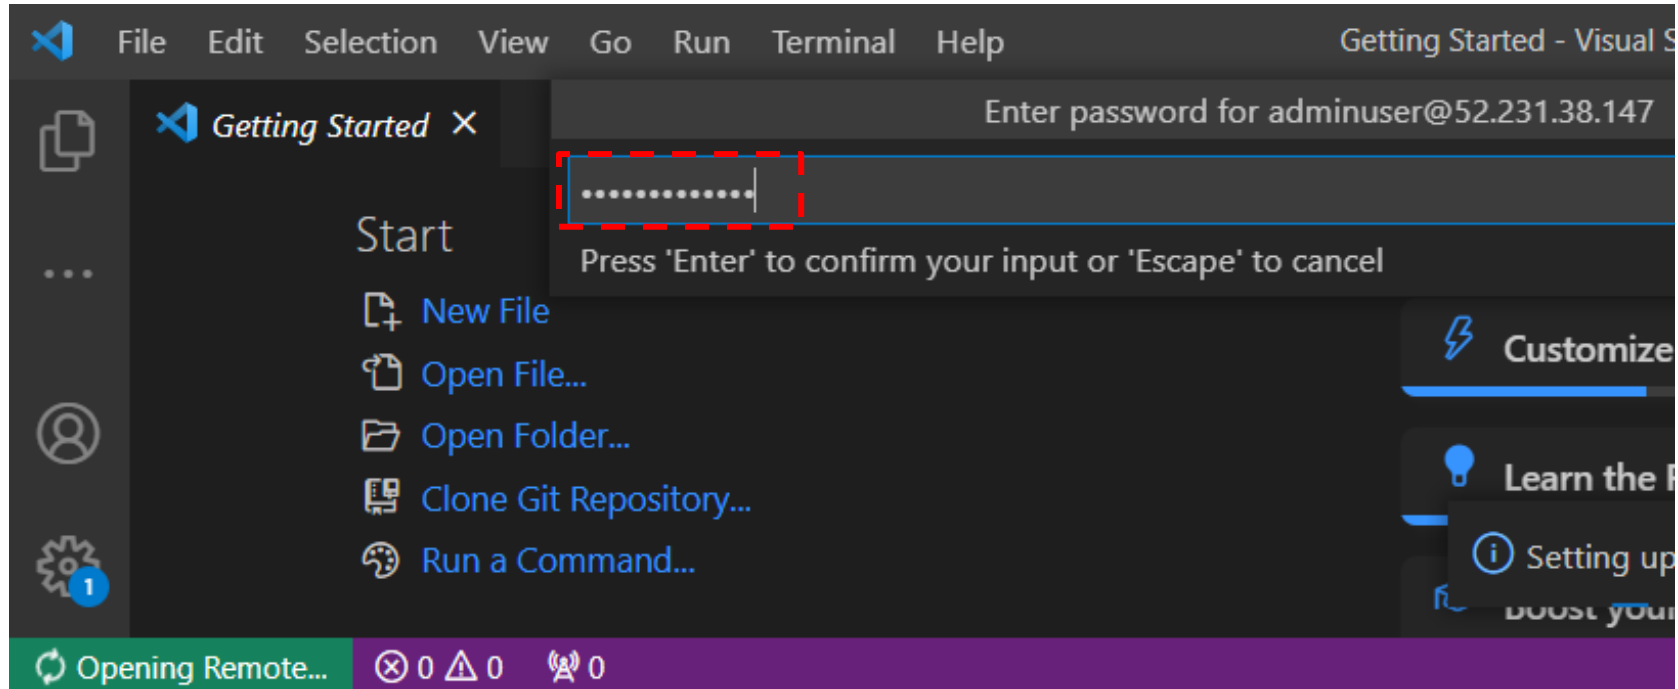 File Edit Selection View Go Run Terminal Help Getting Started - Visual S
Getting Started
Enter password for adminuser@52.231.38.147
•••••••••••••
Press 'Enter' to confirm your input or 'Escape' to cancel
Start
New File
Open File...
Open Folder...
Clone Git Repository...
Run a Command...
Customize
Learn the F
Setting up
Boost your
1
Opening Remote... 0 0 0